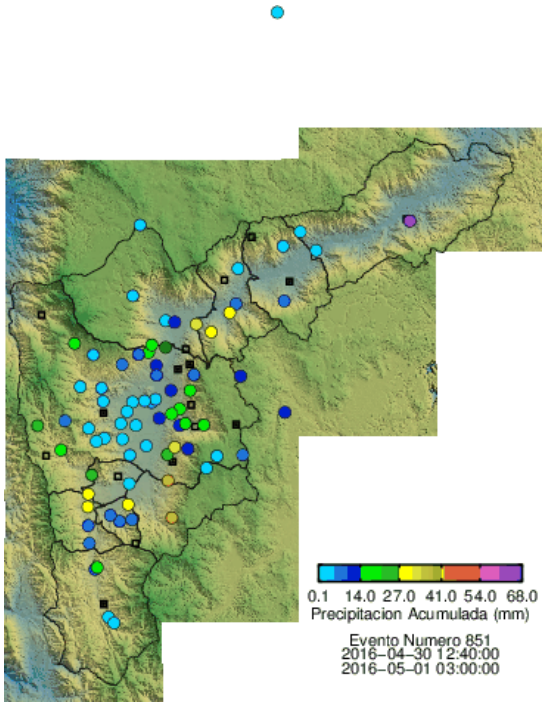 0.1 14.0 27.0 41.0 54.0 68.0
Precipitacion Acumulada (mm)
Evento Numero 851
2016-04-30 12:40:00
2016-05-01 03:00:00